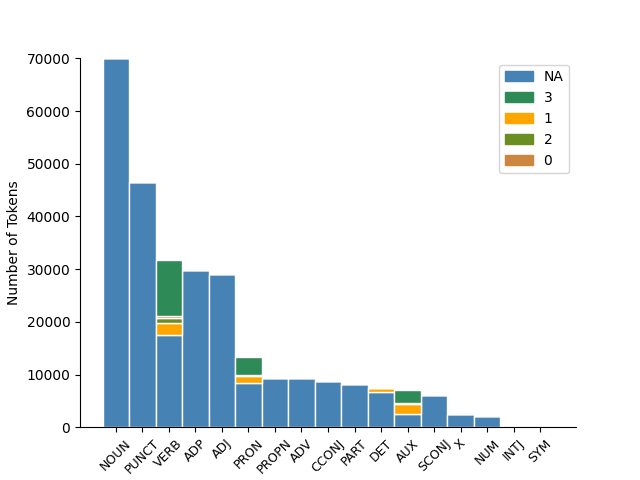 70000
60000
50000
40000
30000
20000
10000
0
Number of Tokens
NA
3
1
2
0
NOUN
PUNCT
VERB
ADP
ADJ
PRON
PROPN
ADV
CCONJ
PART
DET
AUX
SCONJ
X
NUM
INTJ
SYM